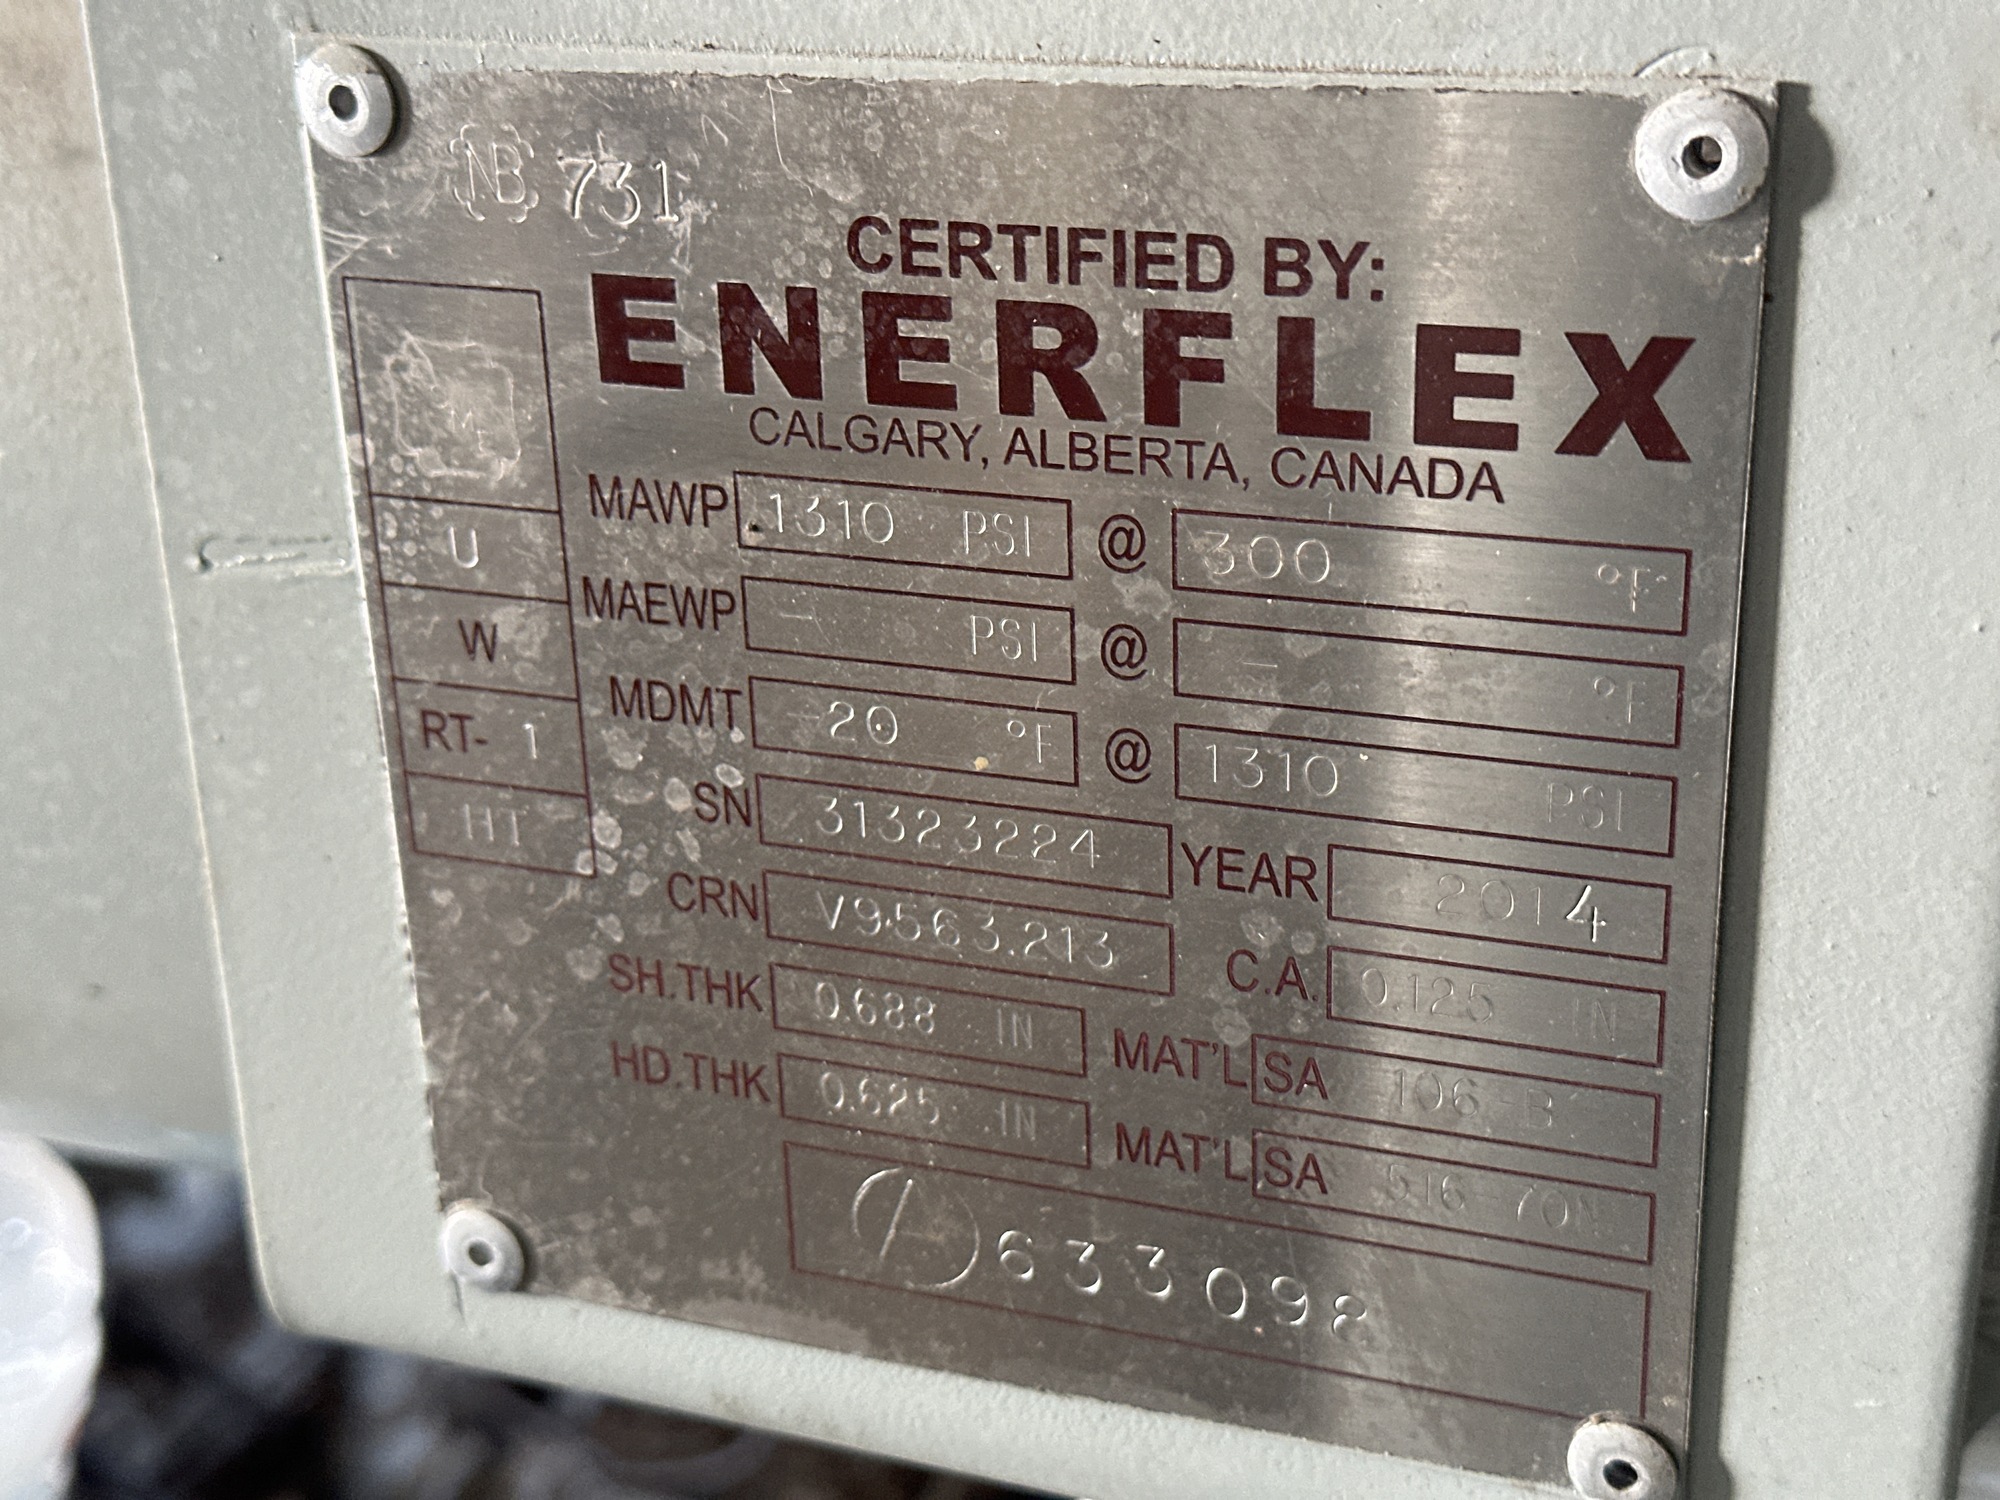 NB 731
CERTIFIED BY:
ENERFLEX
CALGARY, ALBERTA, CANADA
U
W
RT- 1
HT
MAWP 1310 PSI @ 300 °F
MAEWP - PSI @ - °F
MDMT -20 °F @ 1310 PSI
SN 31323224 YEAR 2014
CRN V9563.213 C.A. 0.125 IN
SH.THK 0.688 IN MAT'L SA 106-B
HD.THK 0.625 IN MAT'L SA 516-70N
A 633098